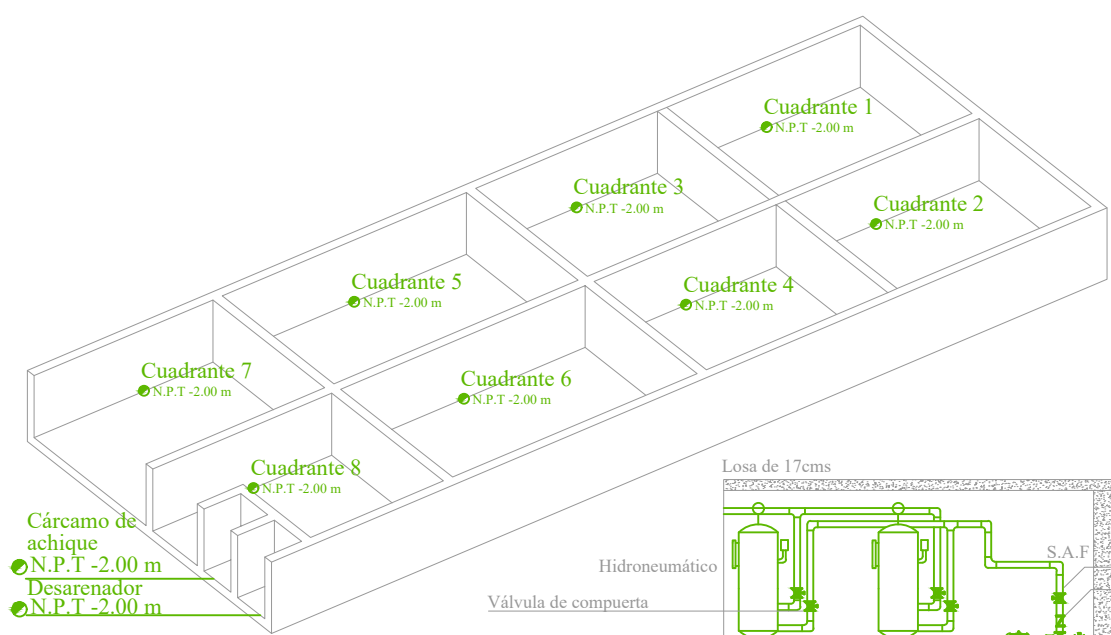 Cuadrante 1
N.P.T -2.00 m
Cuadrante 3
N.P.T -2.00 m
Cuadrante 2
N.P.T -2.00 m
Cuadrante 5
N.P.T -2.00 m
Cuadrante 4
N.P.T -2.00 m
Cuadrante 7
N.P.T -2.00 m
Cuadrante 6
N.P.T -2.00 m
Cuadrante 8
N.P.T -2.00 m
Cárcamo de
achique
N.P.T -2.00 m
Desarenador
N.P.T -2.00 m
Losa de 17cms
Hidroneumático
S.A.F
Válvula de compuerta